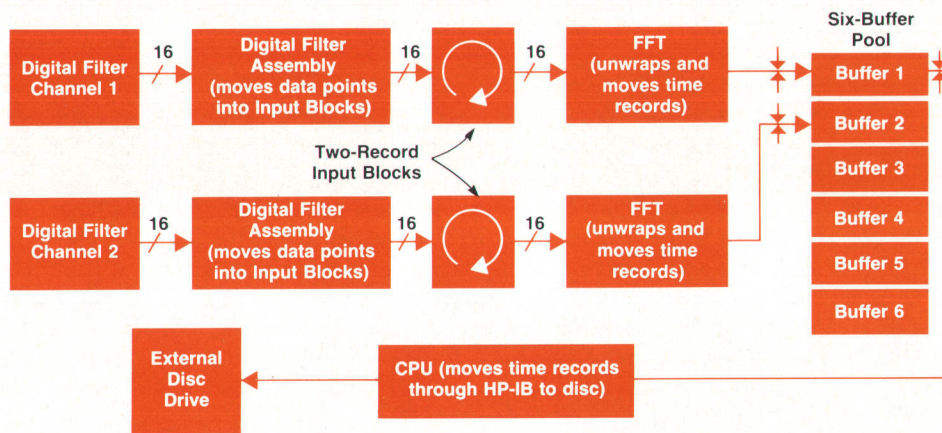 Six-Buffer
Pool
16
16
16
Digital Filter
Channel 1
Digital Filter
Assembly
(moves data points
into Input Blocks)
FFT
(unwraps and
moves time
records)
Buffer 1
Buffer 2
Buffer 3
Buffer 4
Buffer 5
Buffer 6
Two-Record
Input Blocks
16
16
16
Digital Filter
Channel 2
Digital Filter
Assembly
(moves data points
into Input Blocks)
FFT
(unwraps and
moves time
records)
External
Disc
Drive
CPU (moves time records
through HP-IB to disc)